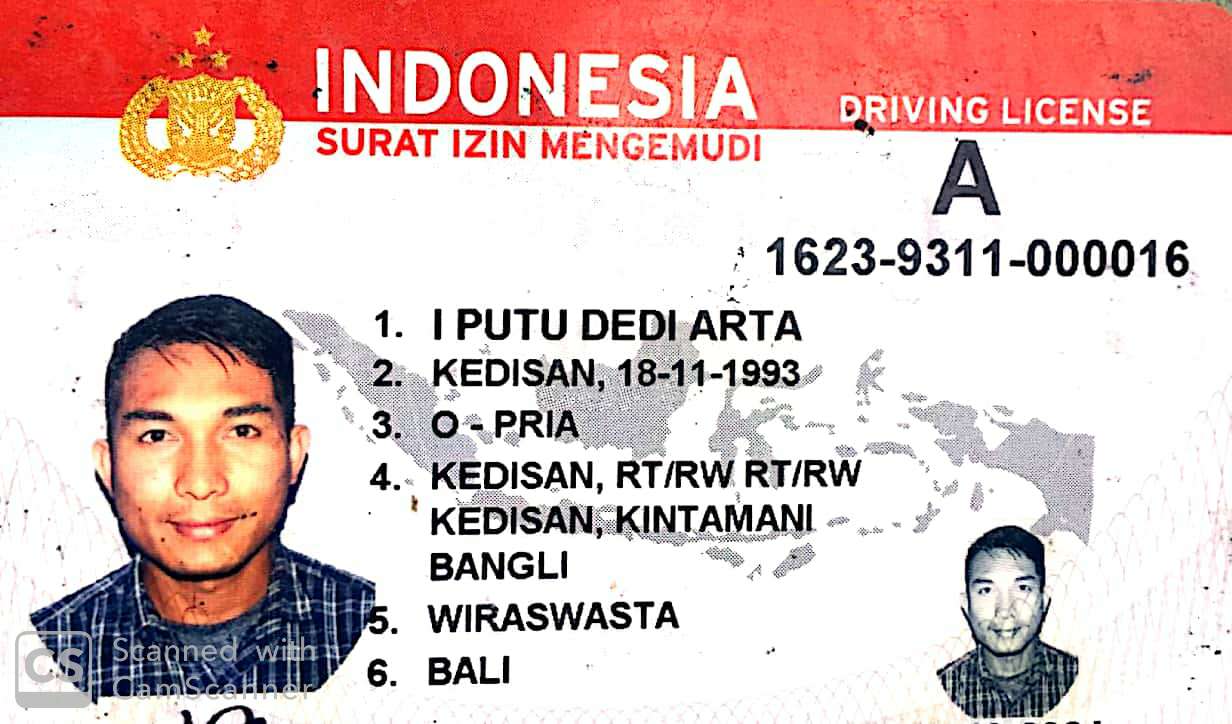 INDONESIA
DRIVING LICENSE
SURAT IZIN MENGEMUDI
A
1623-9311-000016
1. I PUTU DEDI ARTA
2. KEDISAN, 18-11-1993
3. O - PRIA
4. KEDISAN, RT/RW RT/RW
KEDISAN, KINTAMANI
BANGLI
5. WIRASWASTA
6. BALI
CS Scanned with
CamScanner